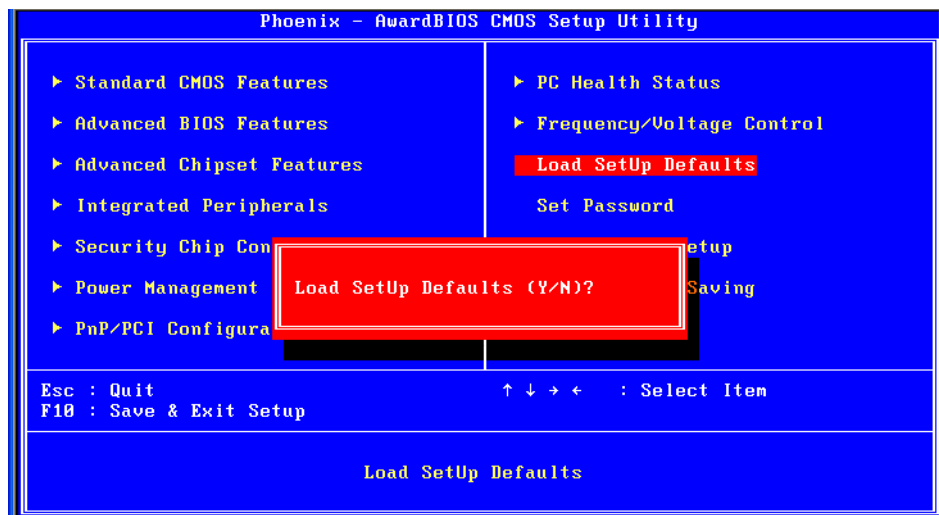 Phoenix - AwardBIOS CMOS Setup Utility
► Standard CMOS Features
► Advanced BIOS Features
► Advanced Chipset Features
► Integrated Peripherals
► Security Chip Con
► Power Management
► PnP/PCI Configura
► PC Health Status
► Frequency/Voltage Control
Load SetUp Defaults
Set Password
etup
Saving
Load SetUp Defaults (Y/N)?
Esc : Quit
F10 : Save & Exit Setup
↑ ↓ → ← : Select Item
Load SetUp Defaults